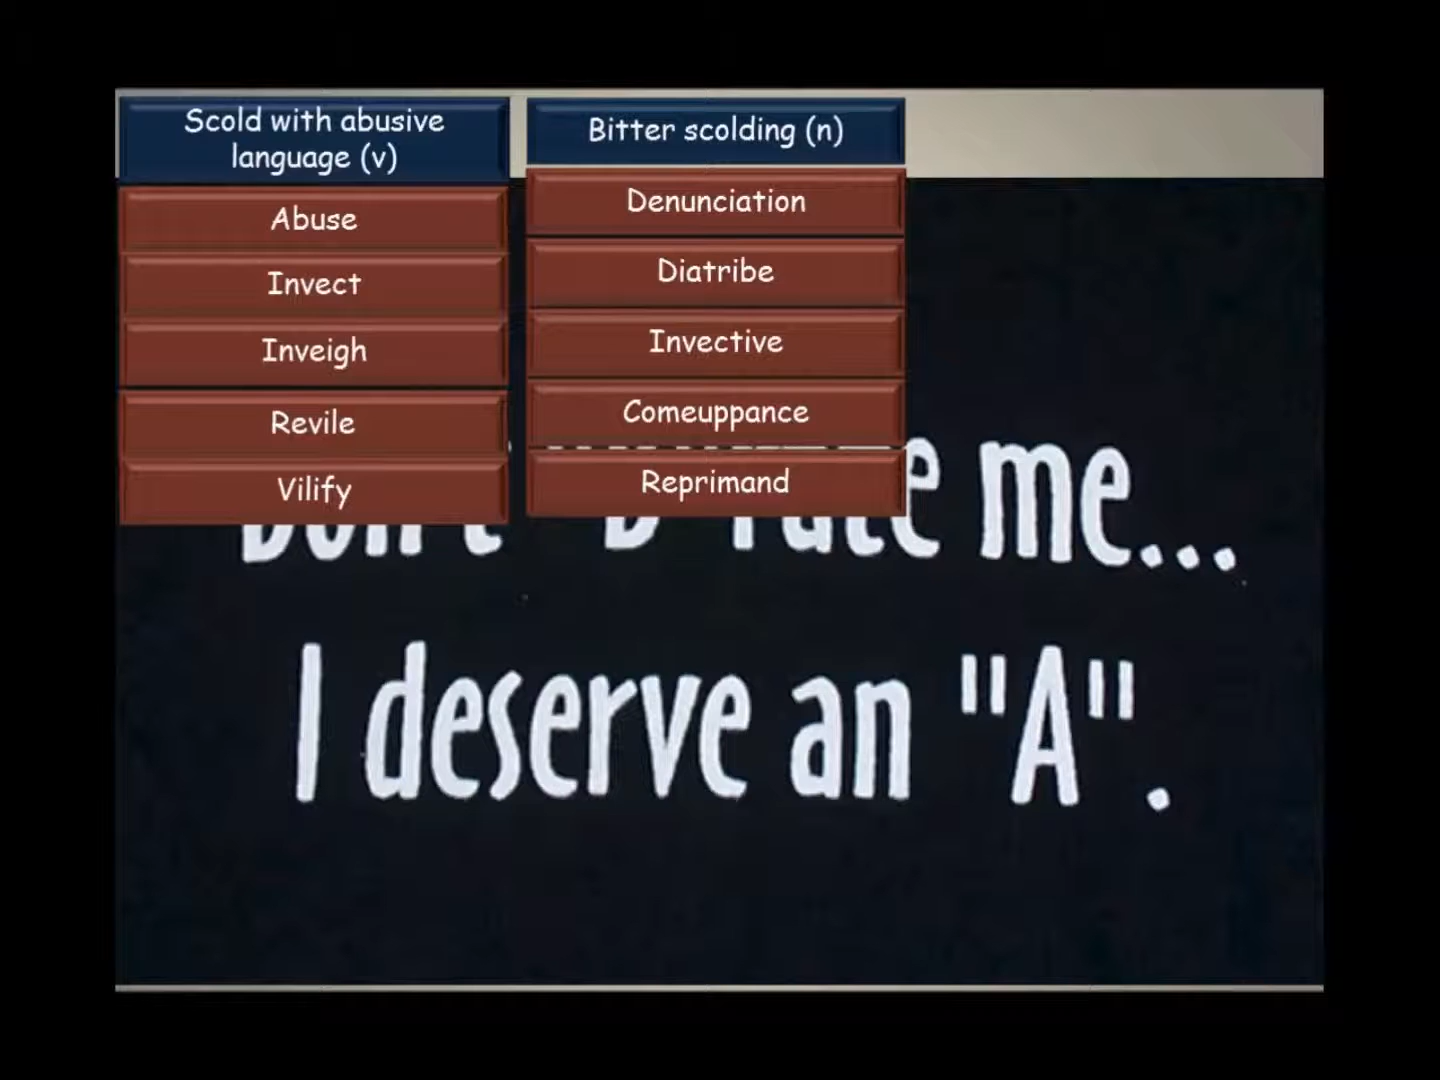 Scold with abusive
language (v)
Abuse
Invect
Inveigh
Revile
Vilify
Bitter scolding (n)
Denunciation
Diatribe
Invective
Comeuppance
Reprimand
me...
I deserve an "A".